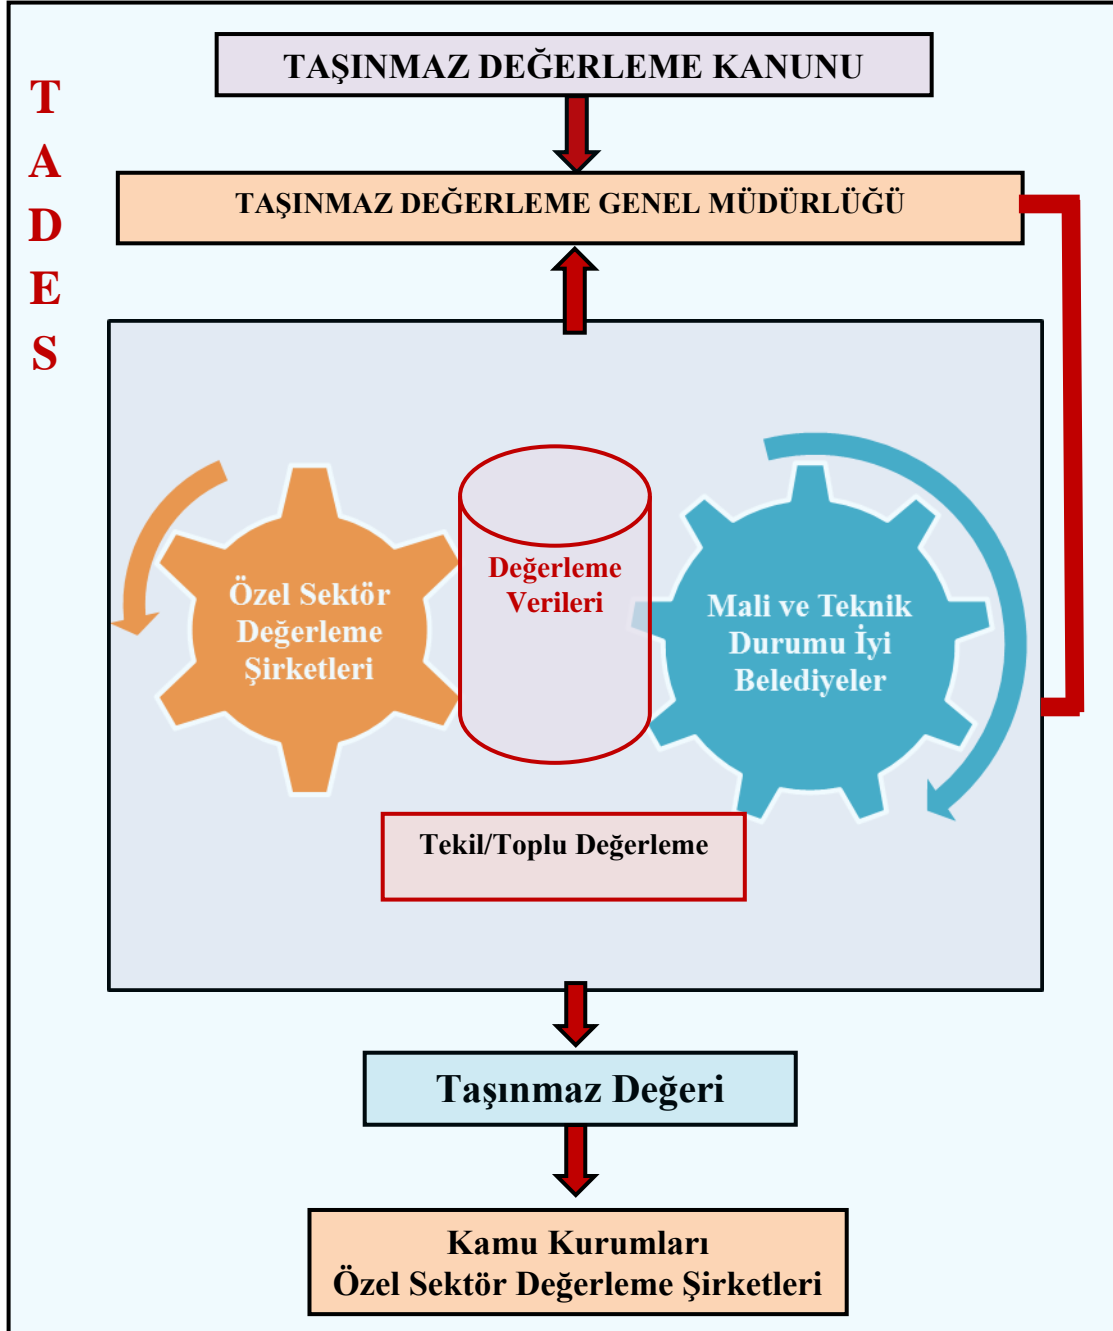 TAŞINMAZ DEĞERLEME KANUNU
T
A
D
E
S
TAŞINMAZ DEĞERLEME GENEL MÜDÜRLÜĞÜ
Özel Sektör
Değerleme
Şirketleri
Değerleme
Verileri
Mali ve Teknik
Durumu İyi
Belediyeler
Tekil/Toplu Değerleme
Taşınmaz Değeri
Kamu Kurumları
Özel Sektör Değerleme Şirketleri